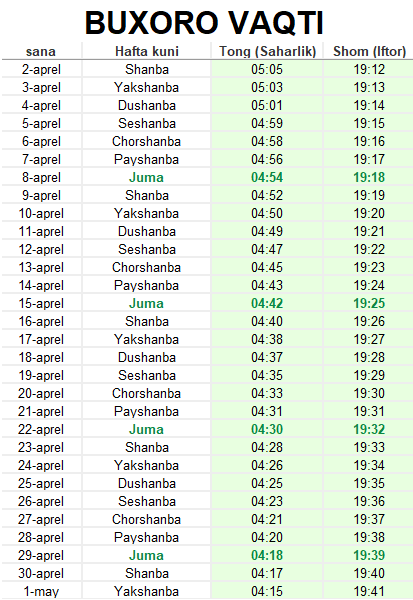 BUXORO VAQTI
sana Hafta kuni Tong (Saharlik) Shom (Iftor)
2-aprel Shanba 05:05 19:12
3-aprel Yakshanba 05:03 19:13
4-aprel Dushanba 05:01 19:14
5-aprel Seshanba 04:59 19:15
6-aprel Chorshanba 04:58 19:16
7-aprel Payshanba 04:56 19:17
8-aprel Juma 04:54 19:18
9-aprel Shanba 04:52 19:19
10-aprel Yakshanba 04:50 19:20
11-aprel Dushanba 04:49 19:21
12-aprel Seshanba 04:47 19:22
13-aprel Chorshanba 04:45 19:23
14-aprel Payshanba 04:43 19:24
15-aprel Juma 04:42 19:25
16-aprel Shanba 04:40 19:26
17-aprel Yakshanba 04:38 19:27
18-aprel Dushanba 04:37 19:28
19-aprel Seshanba 04:35 19:29
20-aprel Chorshanba 04:33 19:30
21-aprel Payshanba 04:31 19:31
22-aprel Juma 04:30 19:32
23-aprel Shanba 04:28 19:33
24-aprel Yakshanba 04:26 19:34
25-aprel Dushanba 04:25 19:35
26-aprel Seshanba 04:23 19:36
27-aprel Chorshanba 04:21 19:37
28-aprel Payshanba 04:20 19:38
29-aprel Juma 04:18 19:39
30-aprel Shanba 04:17 19:40
1-may Yakshanba 04:15 19:41